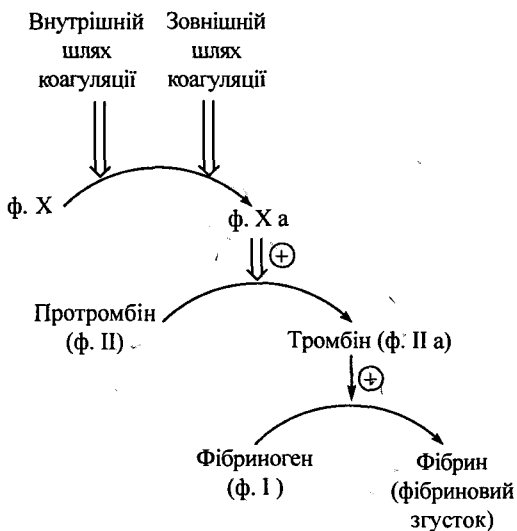 Внутрішній
шлях
коагуляції
Зовнішній
шлях
коагуляції
ф. X
ф. X а
+
Протромбін
(ф. II)
Тромбін (ф. II а)
+
Фібриноген
(ф. I )
Фібрин
(фібриновий
згусток)